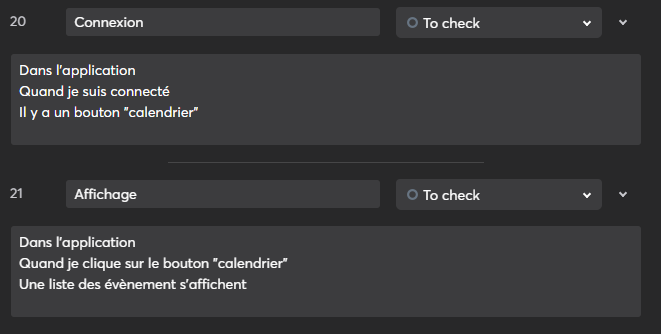 20 Connexion To check
Dans l'application
Quand je suis connecté
Il y a un bouton "calendrier"
21 Affichage To check
Dans l'application
Quand je clique sur le bouton "calendrier"
Une liste des évènement s'affichent